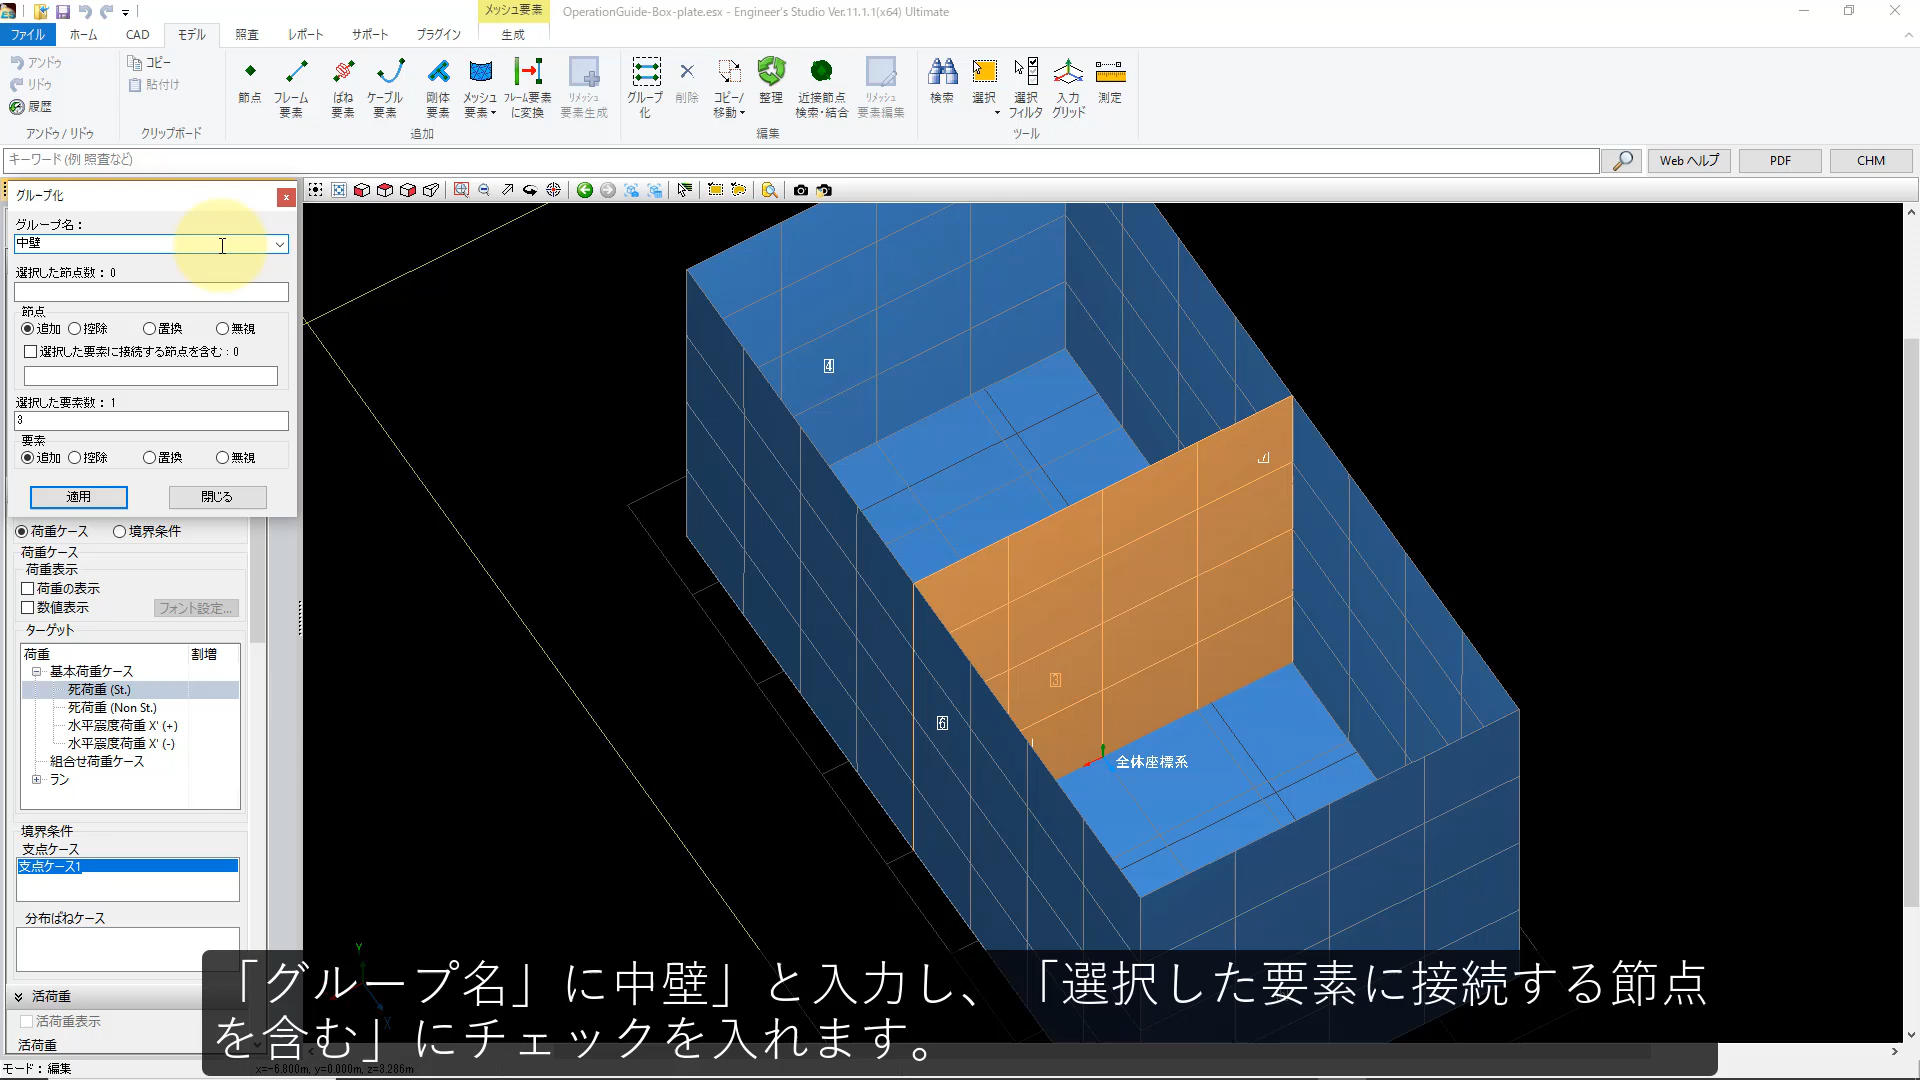 メッシュ要素
OperationGuide-Box-plate.esx - Engineer's Studio Ver.11.1.1(x64) Ultimate
ファイル ホーム CAD モデル 照査 レポート サポート プラグイン 生成
アンドゥ
リドゥ
履歴
アンドゥ / リドゥ
コピー
貼付け
クリップボード
節点
フレーム
要素
ばね
要素
ケーブル
要素
剛体
要素
メッシュ
要素
フレーム要素
に変換
リメッシュ
要素生成
追加
グループ
化
削除
コピー/
移動
整理
近接節点
検索・結合
リメッシュ
要素編集
編集
検索
選択
選択
フィルタ
入力
グリッド
測定
ツール
キーワード (例 照査など)
Web ヘルプ
PDF
CHM
グループ化
グループ名：
中壁
選択した節点数： 0
節点
追加 控除 置換 無視
選択した要素に接続する節点を含む：0
選択した要素数： 1
3
要素
追加 控除 置換 無視
適用 閉じる
荷重ケース 境界条件
荷重ケース
荷重表示
荷重の表示
数値表示 フォント設定...
ターゲット
荷重 割増
基本荷重ケース
死荷重 (St.)
死荷重 (Non St.)
水平震度荷重 X' (+)
水平震度荷重 X' (-)
組合せ荷重ケース
ラン
境界条件
支点ケース
支点ケース1
分布ばねケース
活荷重
活荷重表示
活荷重
モード：編集
x=-6.800m, y=0.000m, z=3.286m
4
7
3
6
全体座標系
Y
X
「グループ名」に中壁」と入力し、「選択した要素に接続する節点
を含む」にチェックを入れます。